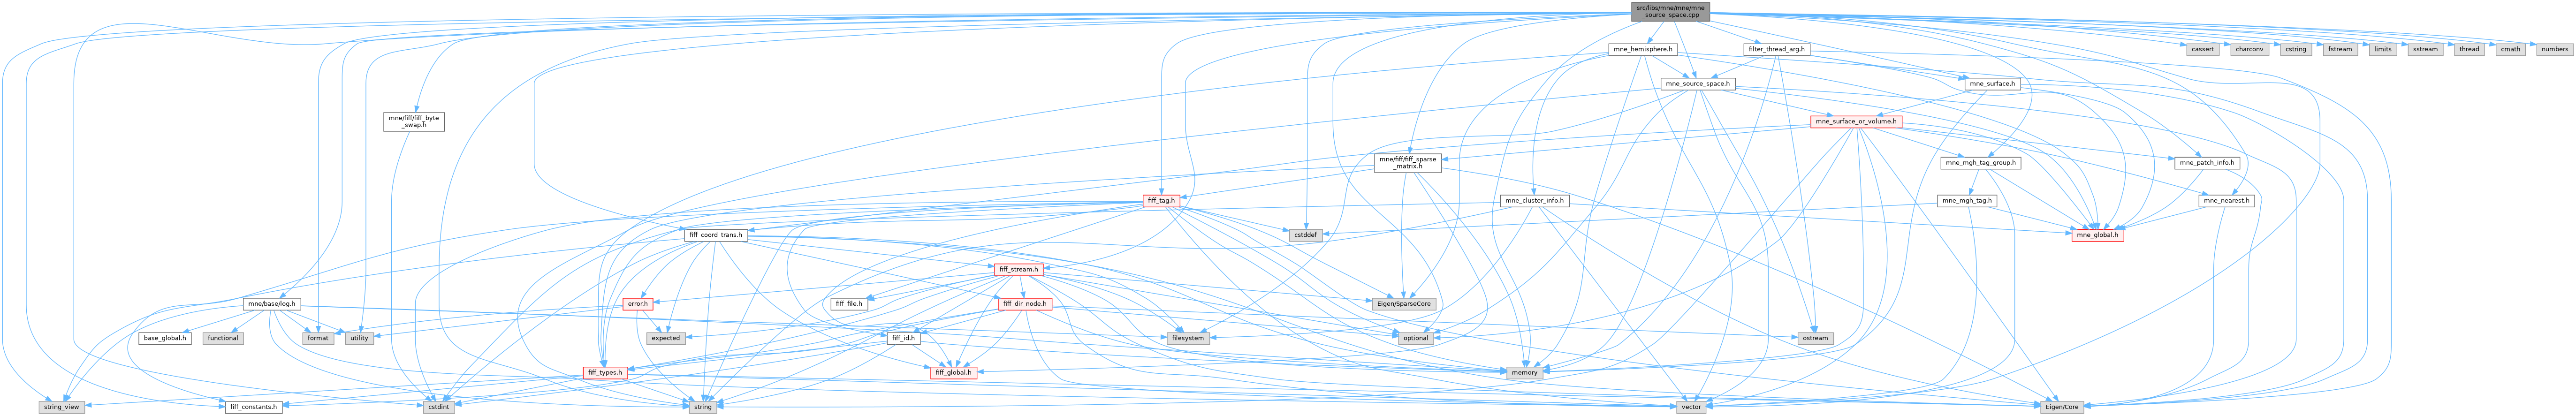 src/libs/mne/mne/mne
_source_space.cpp
mne_hemisphere.h
filter_thread_arg.h
cassert
charconv
cstring
fstream
limits
sstream
thread
cmath
numbers
mne_source_space.h
mne_surface.h
mne/fiff/fiff_byte
_swap.h
mne_surface_or_volume.h
mne/fiff/fiff_sparse
_matrix.h
mne_mgh_tag_group.h
mne_patch_info.h
fiff_tag.h
mne_cluster_info.h
mne_mgh_tag.h
mne_nearest.h
fiff_coord_trans.h
cstddef
mne_global.h
fiff_stream.h
mne/base/log.h
error.h
fiff_file.h
fiff_dir_node.h
Eigen/SparseCore
base_global.h
functional
format
utility
expected
fiff_id.h
filesystem
optional
ostream
fiff_types.h
fiff_global.h
memory
string_view
fiff_constants.h
cstdint
string
vector
Eigen/Core